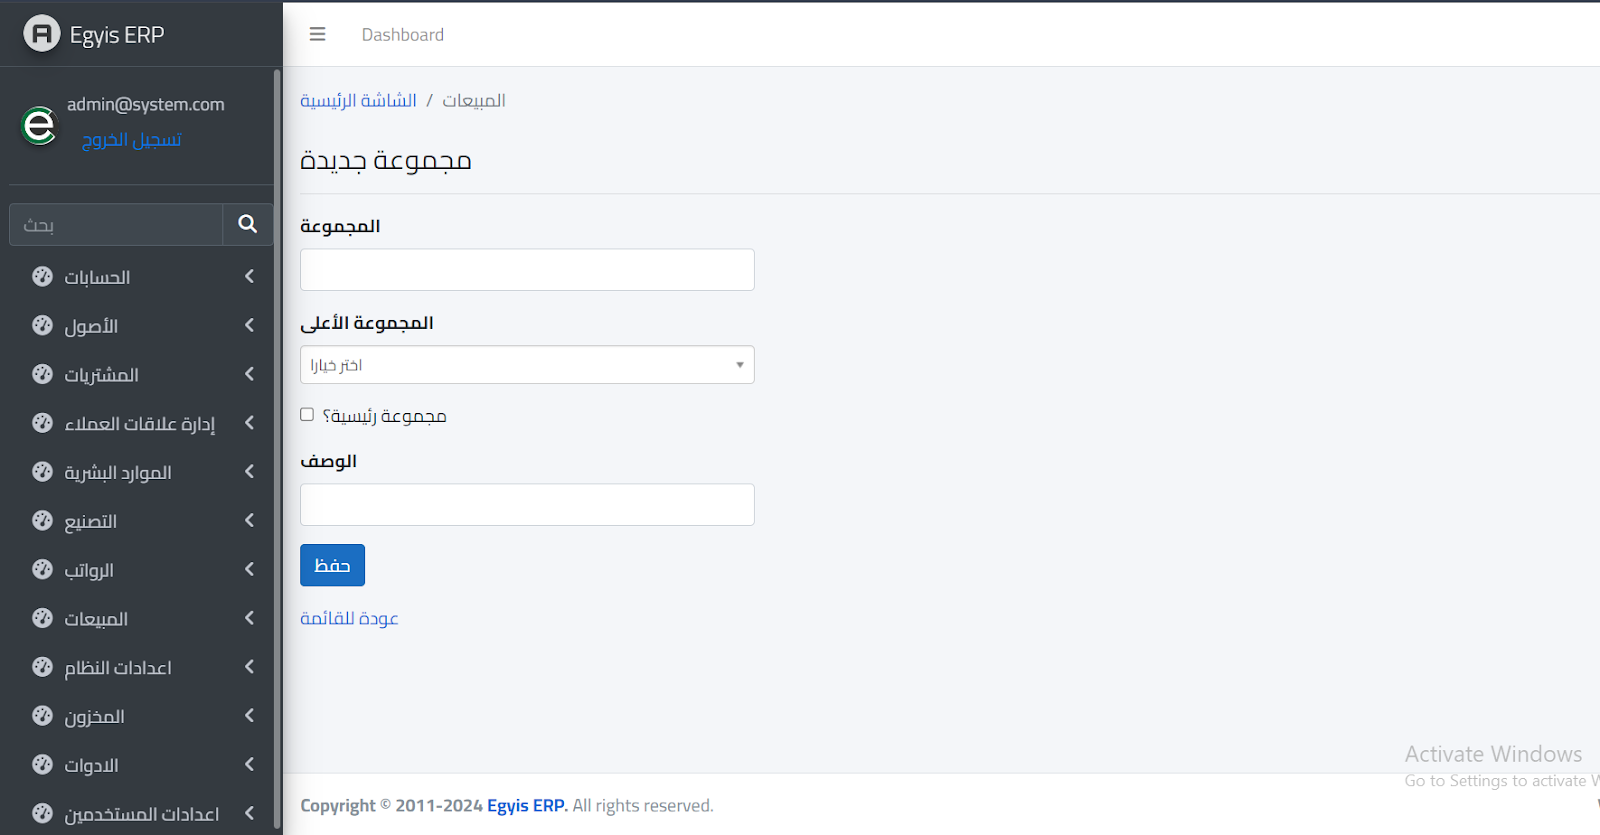 Egyis ERP
Dashboard
admin@system.com
تسجيل الخروج
بحث
الحسابات
الأصول
المشتريات
إدارة علاقات العملاء
الموارد البشرية
التصنيع
الرواتب
المبيعات
اعدادات النظام
المخزون
الادوات
اعدادات المستخدمين
الشاشة الرئيسية / المبيعات
مجموعة جديدة
المجموعة
المجموعة الأعلى
اختر خيارا
مجموعة رئيسية؟
الوصف
حفظ
عودة للقائمة
Activate Windows
Go to Settings to activate W
Copyright © 2011-2024 Egyis ERP. All rights reserved.